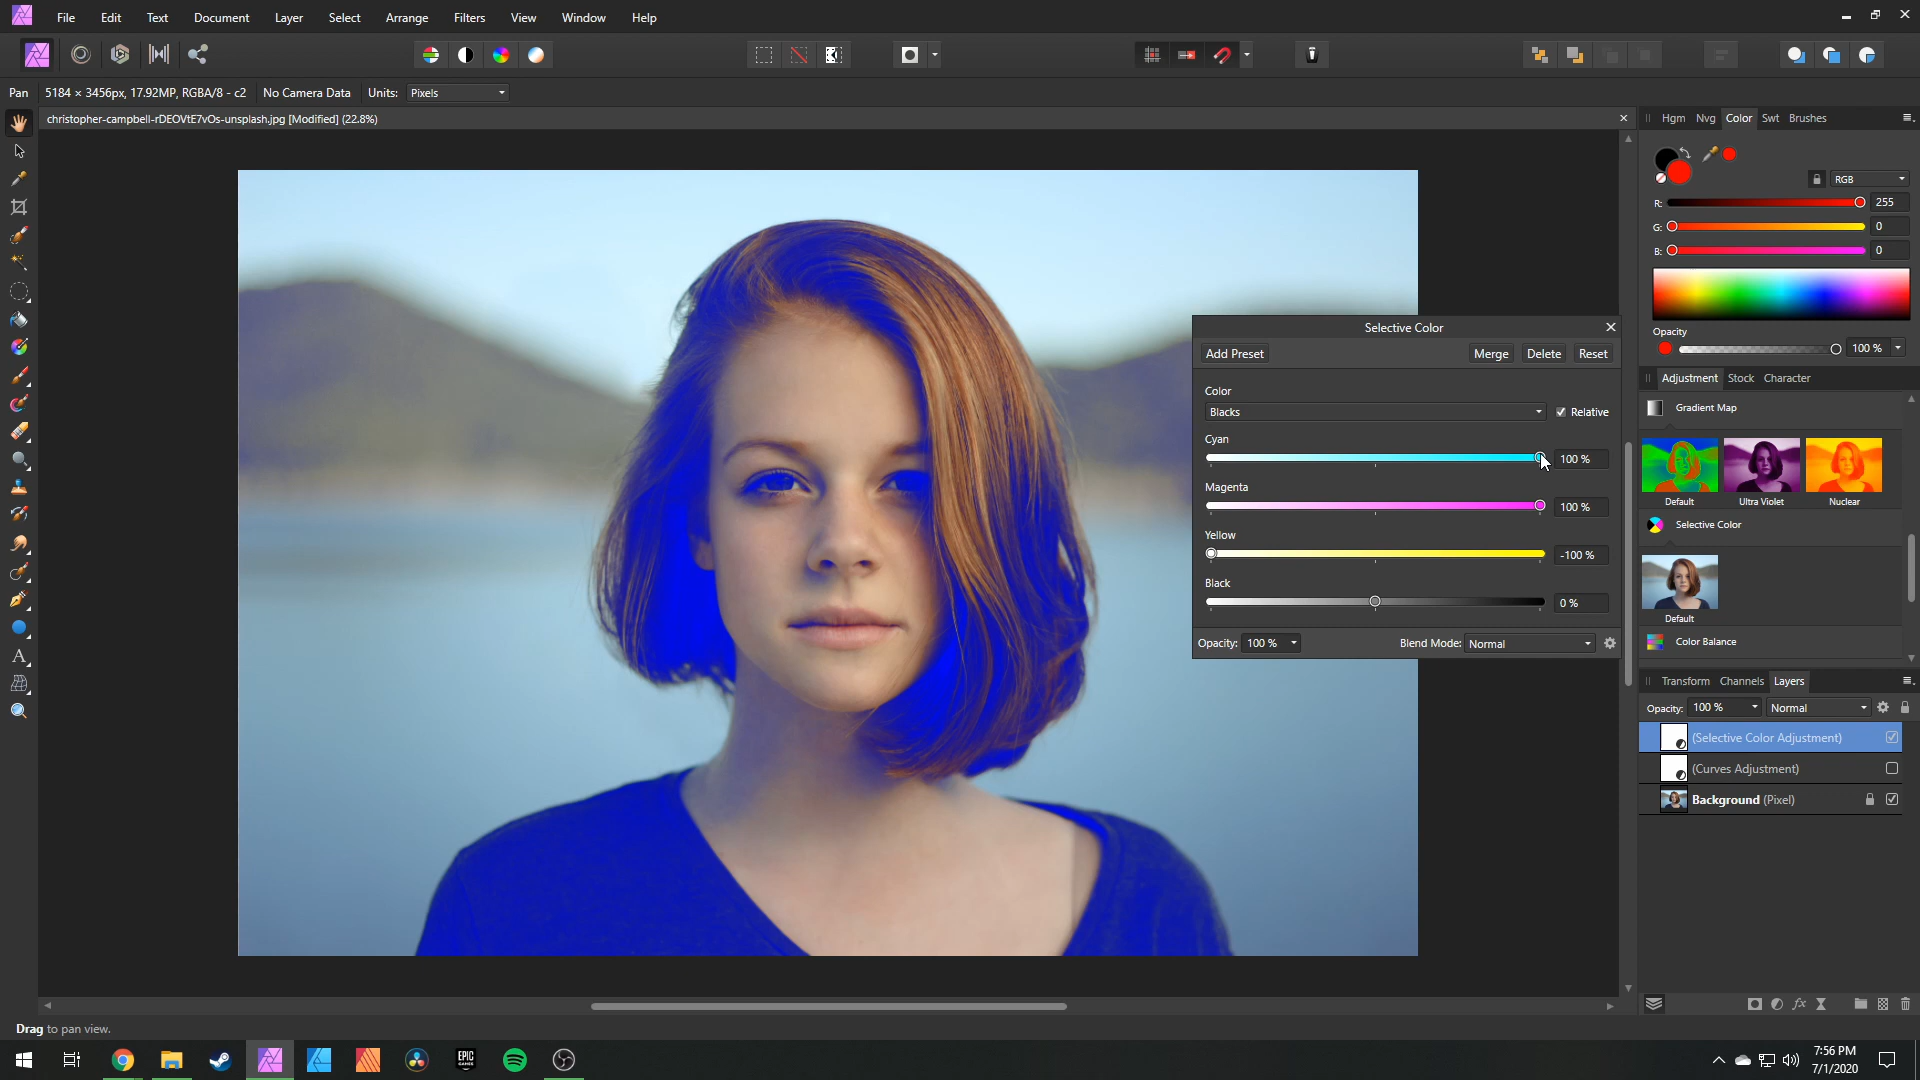 File Edit Text Document Layer Select Arrange Filters View Window Help
Pan 5184 × 3456px, 17.92MP, RGBA/8 - c2 No Camera Data Units: Pixels
christopher-campbell-rDEOVtE7vOs-unsplash.jpg [Modified] (22.8%)
Hgm Nvg Color Swt Brushes
RGB
R: 255
G: 0
B: 0
Opacity
100 %
Selective Color
Add Preset Merge Delete Reset
Color
Blacks Relative
Cyan
100 %
Magenta
100 %
Yellow
-100 %
Black
0 %
Opacity: 100 % Blend Mode: Normal
Adjustment Stock Character
Gradient Map
Default Ultra Violet Nuclear
Selective Color
Default
Color Balance
Transform Channels Layers
Opacity: 100 % Normal
(Selective Color Adjustment)
(Curves Adjustment)
Background (Pixel)
fx
Drag to pan view.
EPIC GAMES
7:56 PM
7/1/2020